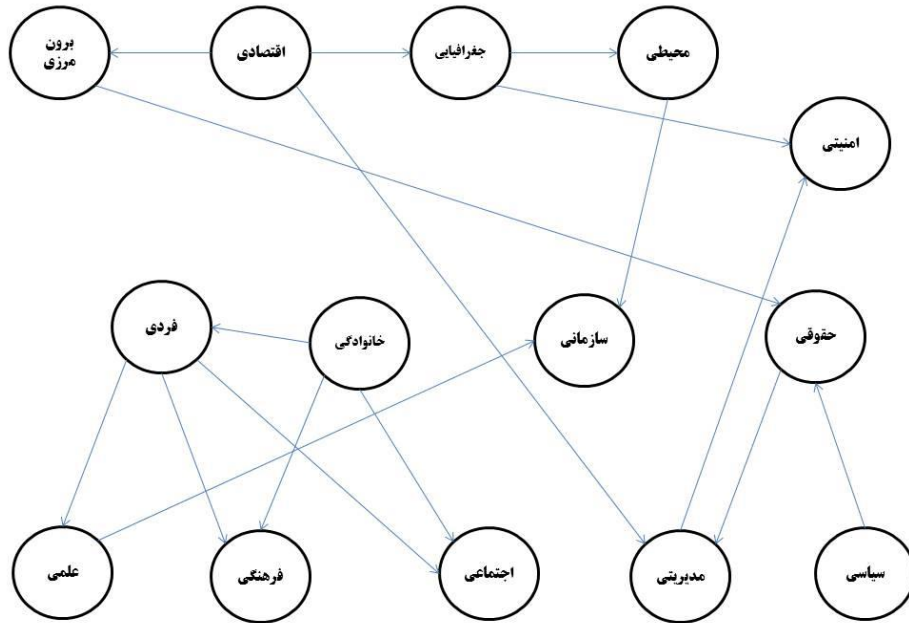 محیطی
جغرافیایی
اقتصادی
برون
مرزی
امنیتی
حقوقی
سازمانی
خانوادگی
فردی
سیاسی
مدیریتی
اجتماعی
فرهنگی
علمی